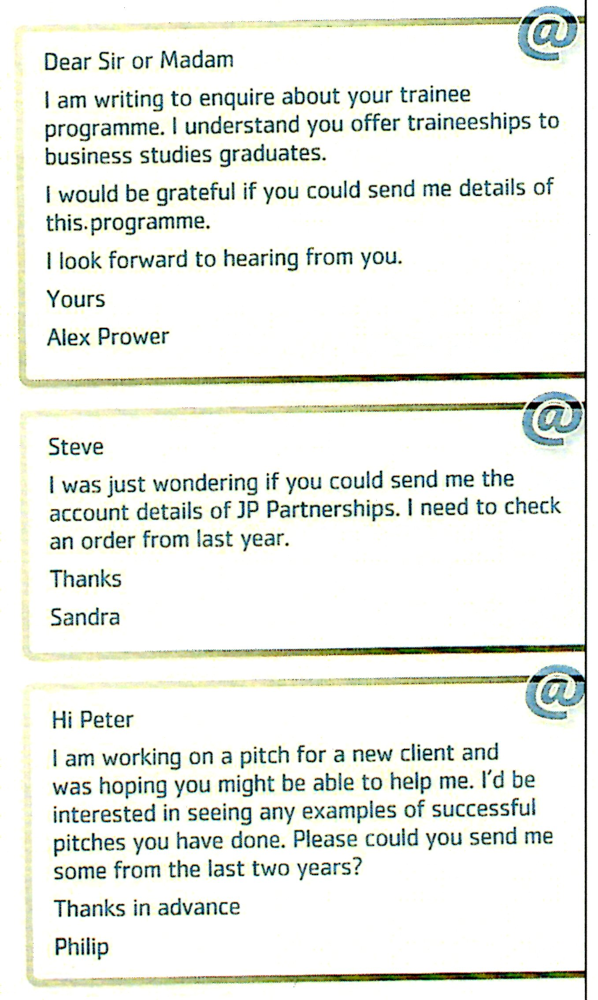 @
Dear Sir or Madam
I am writing to enquire about your trainee
programme. I understand you offer traineeships to
business studies graduates.
I would be grateful if you could send me details of
this.programme.
I look forward to hearing from you.
Yours
Alex Prower
@
Steve
I was just wondering if you could send me the
account details of JP Partnerships. I need to check
an order from last year.
Thanks
Sandra
@
Hi Peter
I am working on a pitch for a new client and
was hoping you might be able to help me. I'd be
interested in seeing any examples of successful
pitches you have done. Please could you send me
some from the last two years?
Thanks in advance
Philip